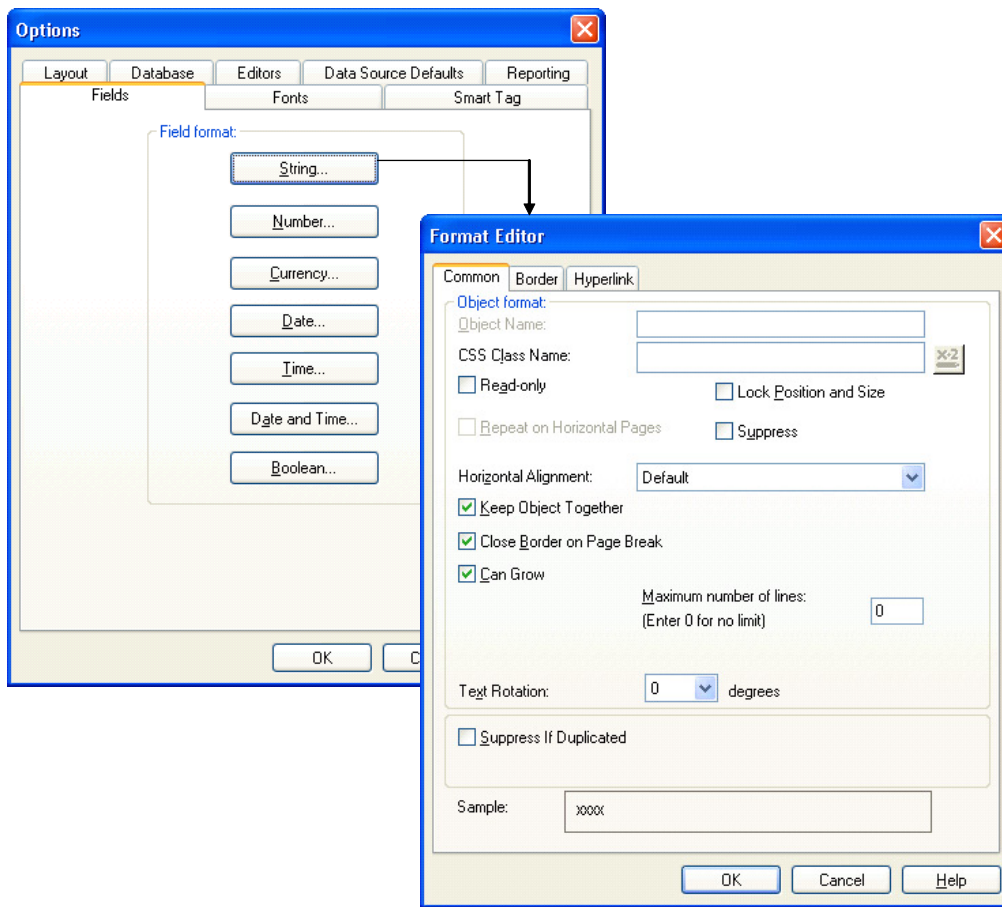 Options
Layout Database Editors Data Source Defaults Reporting
Fields Fonts Smart Tag
Field format:
String...
Number...
Currency...
Date...
Time...
Date and Time...
Boolean...
OK C
Format Editor
Common Border Hyperlink
Object format:
Object Name:
CSS Class Name:
x·2
Read-only
Lock Position and Size
Repeat on Horizontal Pages
Suppress
Horizontal Alignment: Default
Keep Object Together
Close Border on Page Break
Can Grow
Maximum number of lines:
(Enter 0 for no limit)
0
Text Rotation: 0 degrees
Suppress If Duplicated
Sample: xxxx
OK Cancel Help